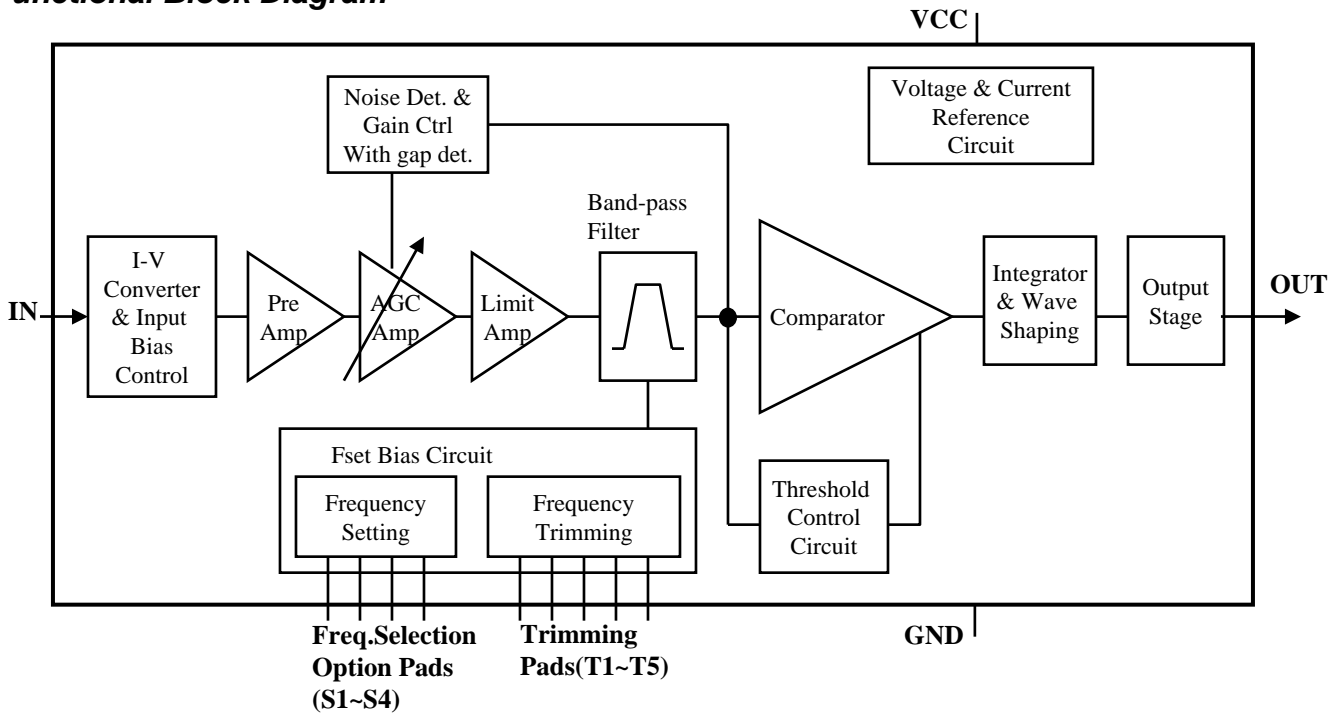 unctional Block Diagram
VCC
Noise Det. &
Gain Ctrl
With gap det.
Voltage & Current
Reference
Circuit
Band-pass
Filter
IN
I-V
Converter
& Input
Bias
Control
Pre
Amp
AGC
Amp
Limit
Amp
Comparator
Integrator
& Wave
Shaping
Output
Stage
OUT
Fset Bias Circuit
Frequency
Setting
Frequency
Trimming
Threshold
Control
Circuit
Freq.Selection
Option Pads
(S1~S4)
Trimming
Pads(T1~T5)
GND